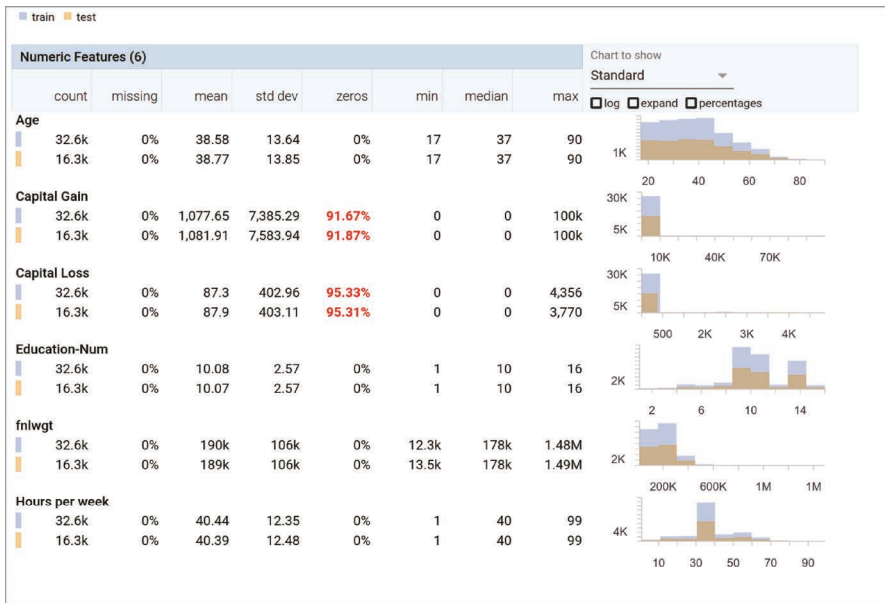 train test
Numeric Features (6)
Chart to show
Standard
count missing mean std dev zeros min median max
log expand percentages
Age
32.6k 0% 38.58 13.64 0% 17 37 90
16.3k 0% 38.77 13.85 0% 17 37 90
1K
20 40 60 80
Capital Gain
32.6k 0% 1,077.65 7,385.29 91.67% 0 0 100k
16.3k 0% 1,081.91 7,583.94 91.87% 0 0 100k
30K
5K
10K 40K 70K
Capital Loss
32.6k 0% 87.3 402.96 95.33% 0 0 4,356
16.3k 0% 87.9 403.11 95.31% 0 0 3,770
30K
5K
500 2K 3K 4K
Education-Num
32.6k 0% 10.08 2.57 0% 1 10 16
16.3k 0% 10.07 2.57 0% 1 10 16
2K
2 6 10 14
fnlwgt
32.6k 0% 190k 106k 0% 12.3k 178k 1.48M
16.3k 0% 189k 106k 0% 13.5k 178k 1.49M
2K
200K 600K 1M 1M
Hours per week
32.6k 0% 40.44 12.35 0% 1 40 99
16.3k 0% 40.39 12.48 0% 1 40 99
4K
10 30 50 70 90